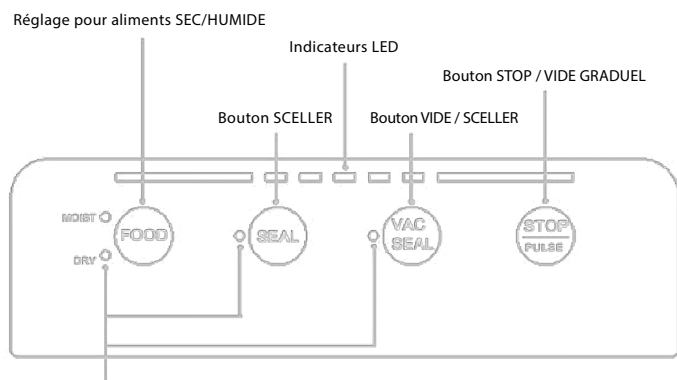 Réglage pour aliments SEC/HUMIDE
Indicateurs LED
Bouton STOP / VIDE GRADUEL
Bouton SCELLER
Bouton VIDE / SCELLER
MOIST
DRY
FOOD
SEAL
VAC
SEAL
STOP
PULSE